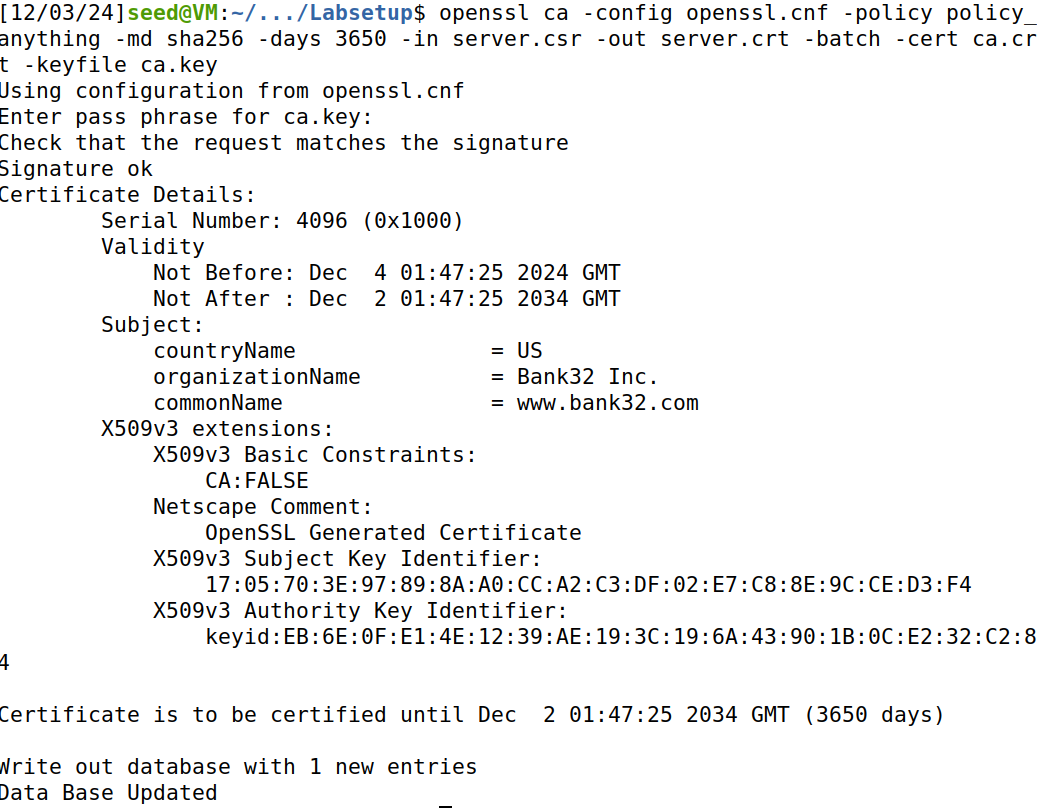 [12/03/24]seed@VM:~/.../Labsetup$ openssl ca -config openssl.cnf -policy policy_
anything -md sha256 -days 3650 -in server.csr -out server.crt -batch -cert ca.cr
t -keyfile ca.key
Using configuration from openssl.cnf
Enter pass phrase for ca.key:
Check that the request matches the signature
Signature ok
Certificate Details:
        Serial Number: 4096 (0x1000)
        Validity
            Not Before: Dec  4 01:47:25 2024 GMT
            Not After : Dec  2 01:47:25 2034 GMT
        Subject:
            countryName               = US
            organizationName          = Bank32 Inc.
            commonName                = www.bank32.com
        X509v3 extensions:
            X509v3 Basic Constraints:
                CA:FALSE
            Netscape Comment:
                OpenSSL Generated Certificate
            X509v3 Subject Key Identifier:
                17:05:70:3E:97:89:8A:A0:CC:A2:C3:DF:02:E7:C8:8E:9C:CE:D3:F4
            X509v3 Authority Key Identifier:
                keyid:EB:6E:0F:E1:4E:12:39:AE:19:3C:19:6A:43:90:1B:0C:E2:32:C2:8
4
Certificate is to be certified until Dec  2 01:47:25 2034 GMT (3650 days)
Write out database with 1 new entries
Data Base Updated